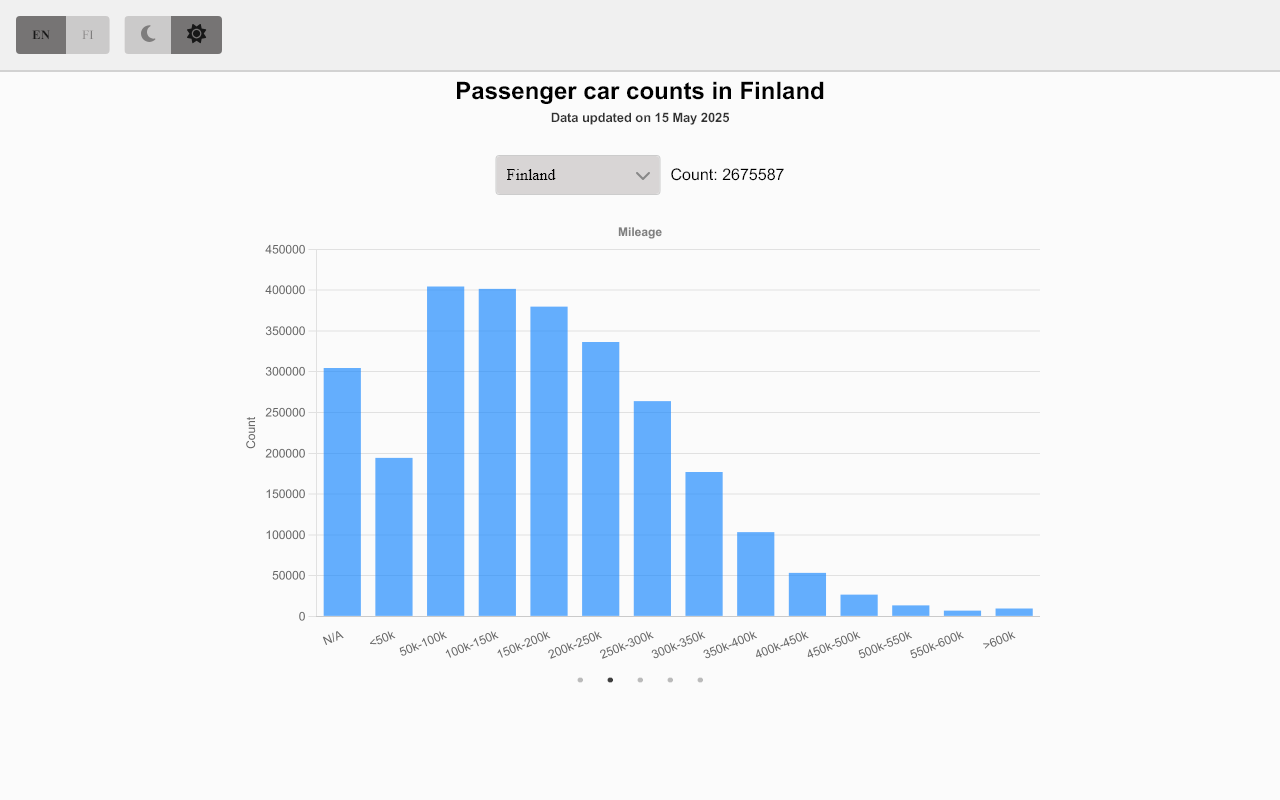 EN FI
Passenger car counts in Finland
Data updated on 15 May 2025
Finland Count: 2675587
Mileage
450000
400000
350000
300000
250000
200000
150000
100000
50000
0
Count
N/A <50k 50k-100k 100k-150k 150k-200k 200k-250k 250k-300k 300k-350k 350k-400k 400k-450k 450k-500k 500k-550k 550k-600k >600k